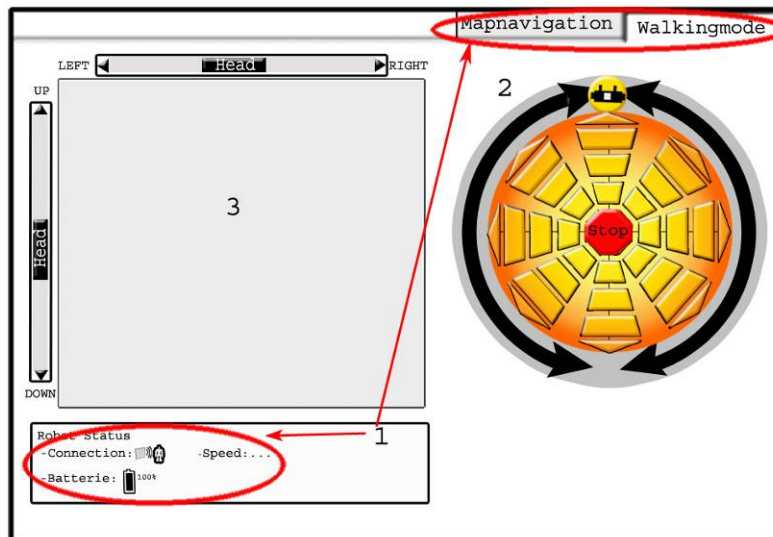 Mapnavigation Walkingmode
LEFT Head RIGHT
UP
2
Stop
3
Head
DOWN
1
Robot Status
-Connection: -Speed:...
-Batterie: 100%